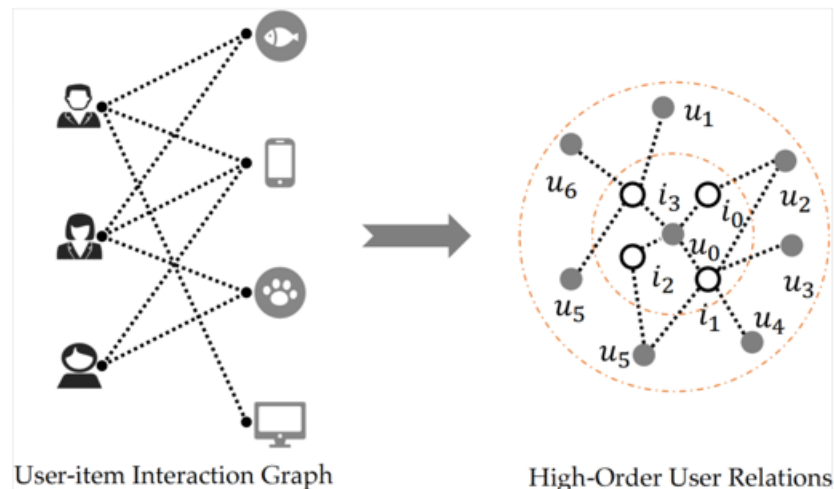 u₁
u₆
i₃
i₀
u₂
u₀
u₃
i₂
u₅
i₁
u₄
u₅
User-item Interaction Graph
High-Order User Relations